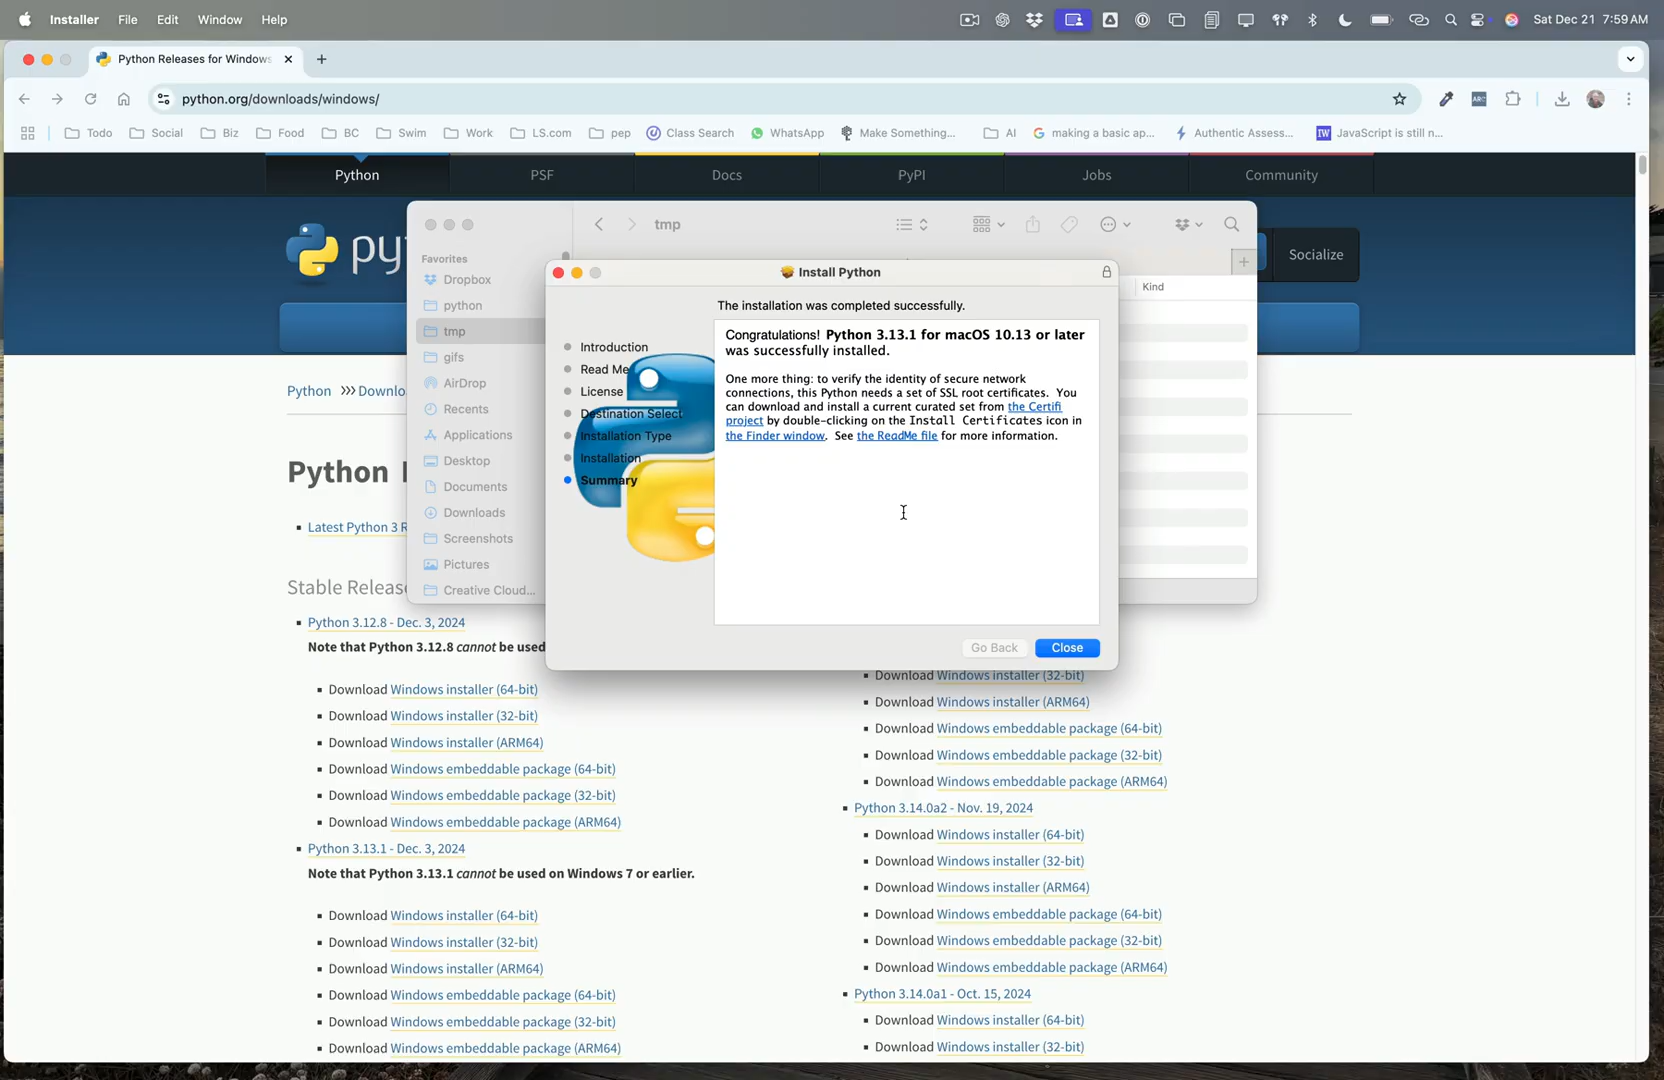 Installer File Edit Window Help Sat Dec 21 7:59 AM
Python Releases for Windows
python.org/downloads/windows/
Todo Social Biz Food BC Swim Work LS.com pep Class Search WhatsApp Make Something... AI making a basic ap... Authentic Assess... JavaScript is still n...
Python PSF Docs PyPI Jobs Community
tmp
Socialize
Favorites
Dropbox
python
tmp
gifs
AirDrop
Recents
Applications
Desktop
Documents
Downloads
Screenshots
Pictures
Creative Cloud...
Kind
Install Python
The installation was completed successfully.
Introduction
Read Me
License
Destination Select
Installation Type
Installation
Summary
Congratulations! Python 3.13.1 for macOS 10.13 or later
was successfully installed.
One more thing: to verify the identity of secure network
connections, this Python needs a set of SSL root certificates. You
can download and install a current curated set from the Certifi
project by double-clicking on the Install Certificates icon in
the Finder window. See the ReadMe file for more information.
Go Back Close
Python >>> Downlo
Python
Latest Python 3 R
Stable Release
Python 3.12.8 - Dec. 3, 2024
Note that Python 3.12.8 cannot be used
Download Windows installer (64-bit)
Download Windows installer (32-bit)
Download Windows installer (ARM64)
Download Windows embeddable package (64-bit)
Download Windows embeddable package (32-bit)
Download Windows embeddable package (ARM64)
Python 3.13.1 - Dec. 3, 2024
Note that Python 3.13.1 cannot be used on Windows 7 or earlier.
Download Windows installer (64-bit)
Download Windows installer (32-bit)
Download Windows installer (ARM64)
Download Windows embeddable package (64-bit)
Download Windows embeddable package (32-bit)
Download Windows embeddable package (ARM64)
Download Windows installer (32-bit)
Download Windows installer (ARM64)
Download Windows embeddable package (64-bit)
Download Windows embeddable package (32-bit)
Download Windows embeddable package (ARM64)
Python 3.14.0a2 - Nov. 19, 2024
Download Windows installer (64-bit)
Download Windows installer (32-bit)
Download Windows installer (ARM64)
Download Windows embeddable package (64-bit)
Download Windows embeddable package (32-bit)
Download Windows embeddable package (ARM64)
Python 3.14.0a1 - Oct. 15, 2024
Download Windows installer (64-bit)
Download Windows installer (32-bit)